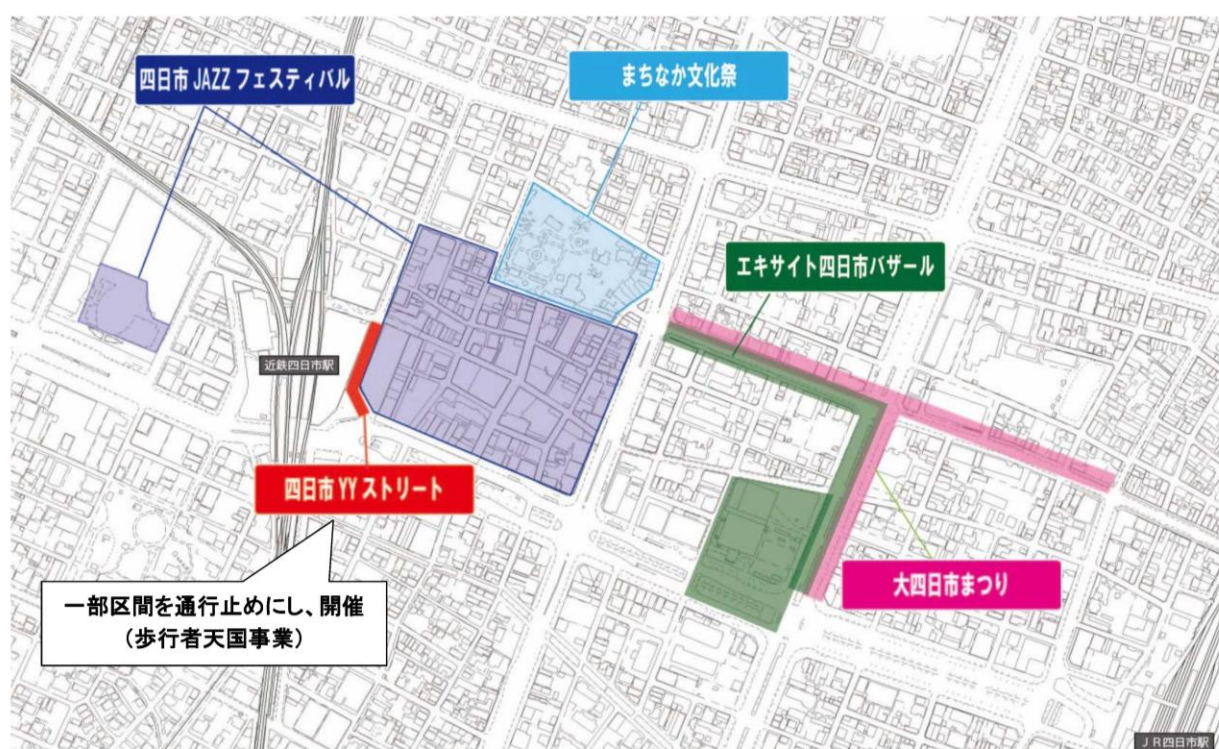 四日市 JAZZ フェスティバル
まちなか文化祭
エキサイト四日市バザール
近鉄四日市駅
四日市 YY ストリート
一部区間を通行止めにし、開催
（歩行者天国事業）
大四日市まつり
ＪＲ四日市駅